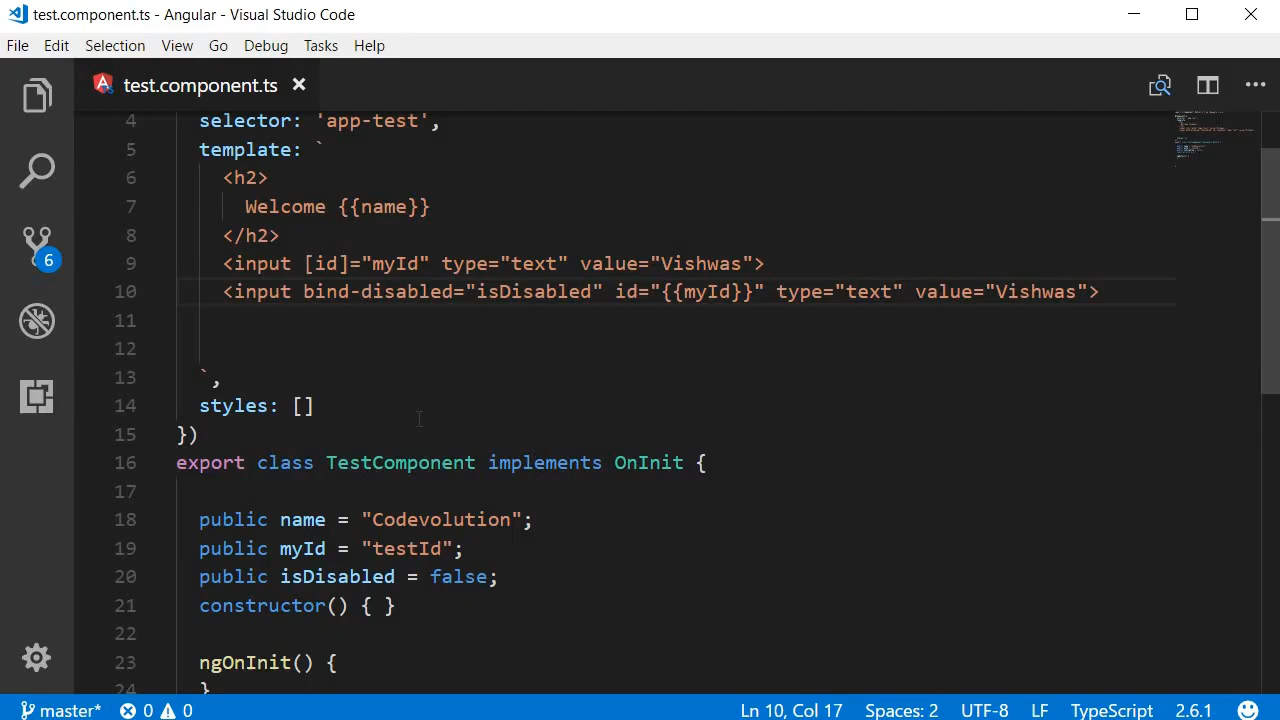 test.component.ts - Angular - Visual Studio Code
File Edit Selection View Go Debug Tasks Help
test.component.ts
4 selector: 'app-test',
5 template: `
6 <h2>
7 Welcome {{name}}
8 </h2>
9 <input [id]="myId" type="text" value="Vishwas">
10 <input bind-disabled="isDisabled" id="{{myId}}" type="text" value="Vishwas">
11
12
13 `,
14 styles: []
15 })
16 export class TestComponent implements OnInit {
17
18 public name = "Codevolution";
19 public myId = "testId";
20 public isDisabled = false;
21 constructor() { }
22
23 ngOnInit() {
24 }
6
master* 0 0 Ln 10, Col 17 Spaces: 2 UTF-8 LF TypeScript 2.6.1